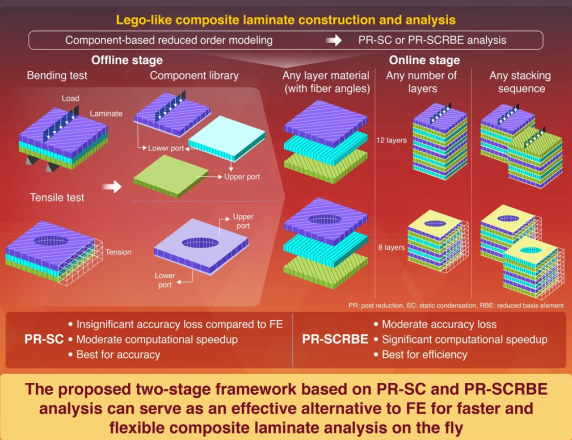 Lego-like composite laminate construction and analysis
Component-based reduced order modeling
PR-SC or PR-SCRBE analysis
Offline stage
Bending test
Component library
Load
Laminate
Lower port
Upper port
Tensile test
Tension
Upper
port
Lower
port
Online stage
Any layer material
(with fiber angles)
Any number of
layers
Any stacking
sequence
12 layers
8 layers
PR: post reduction, SC: static condensation, RBE: reduced basis element
PR-SC
• Insignificant accuracy loss compared to FE
• Moderate computational speedup
• Best for accuracy
PR-SCRBE
• Moderate accuracy loss
• Significant computational speedup
• Best for efficiency
The proposed two-stage framework based on PR-SC and PR-SCRBE
analysis can serve as an effective alternative to FE for faster and
flexible composite laminate analysis on the fly